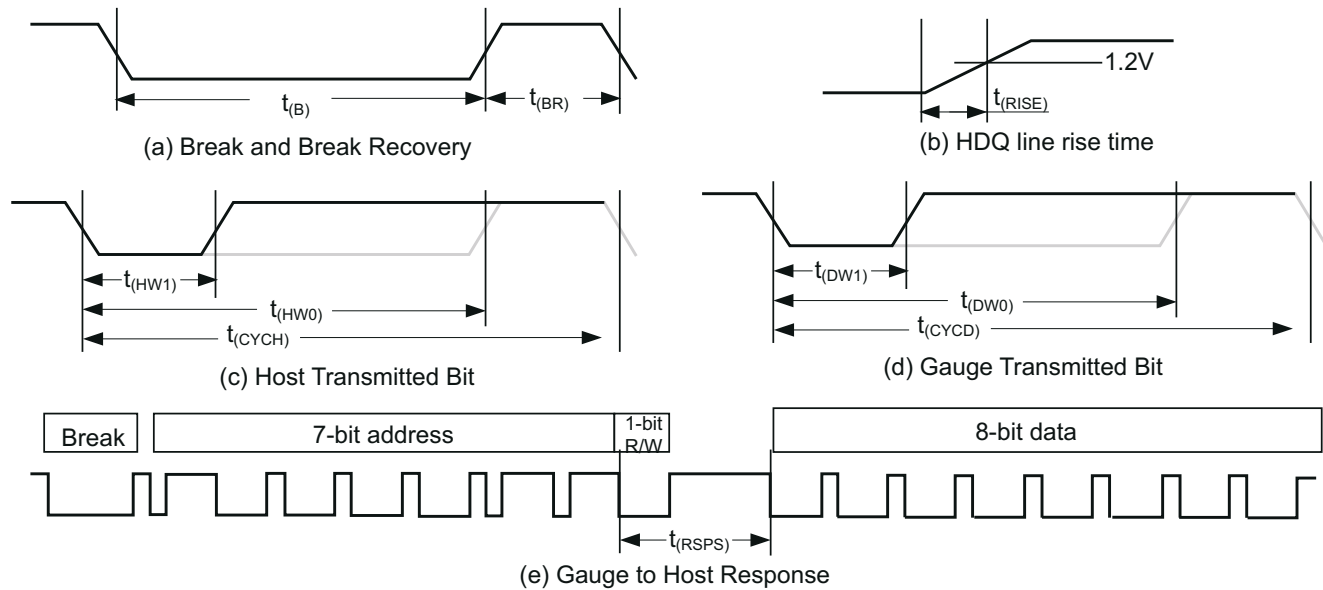 1.2V
t(B)
t(BR)
t(RISE)
(a) Break and Break Recovery
(b) HDQ line rise time
t(HW1)
t(HW0)
t(CYCH)
(c) Host Transmitted Bit
t(DW1)
t(DW0)
t(CYCD)
(d) Gauge Transmitted Bit
Break
7-bit address
1-bit
R/W
8-bit data
t(RSPS)
(e) Gauge to Host Response